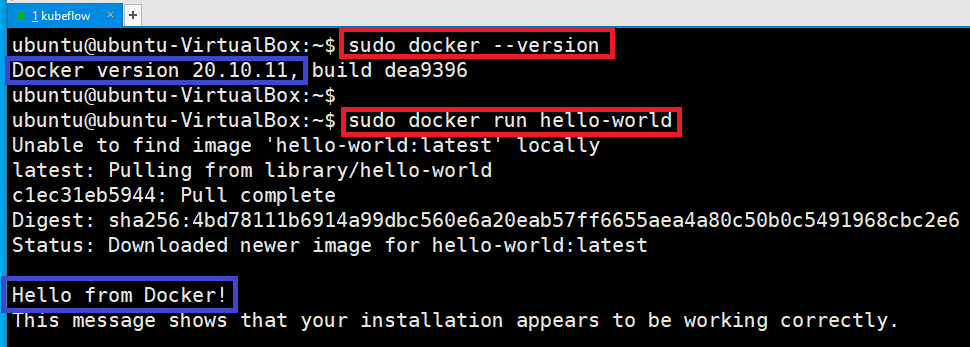 1 kubeflow
ubuntu@ubuntu-VirtualBox:~$ sudo docker --version
Docker version 20.10.11, build dea9396
ubuntu@ubuntu-VirtualBox:~$
ubuntu@ubuntu-VirtualBox:~$ sudo docker run hello-world
Unable to find image 'hello-world:latest' locally
latest: Pulling from library/hello-world
c1ec31eb5944: Pull complete
Digest: sha256:4bd78111b6914a99dbc560e6a20eab57ff6655aea4a80c50b0c5491968cbc2e6
Status: Downloaded newer image for hello-world:latest
Hello from Docker!
This message shows that your installation appears to be working correctly.